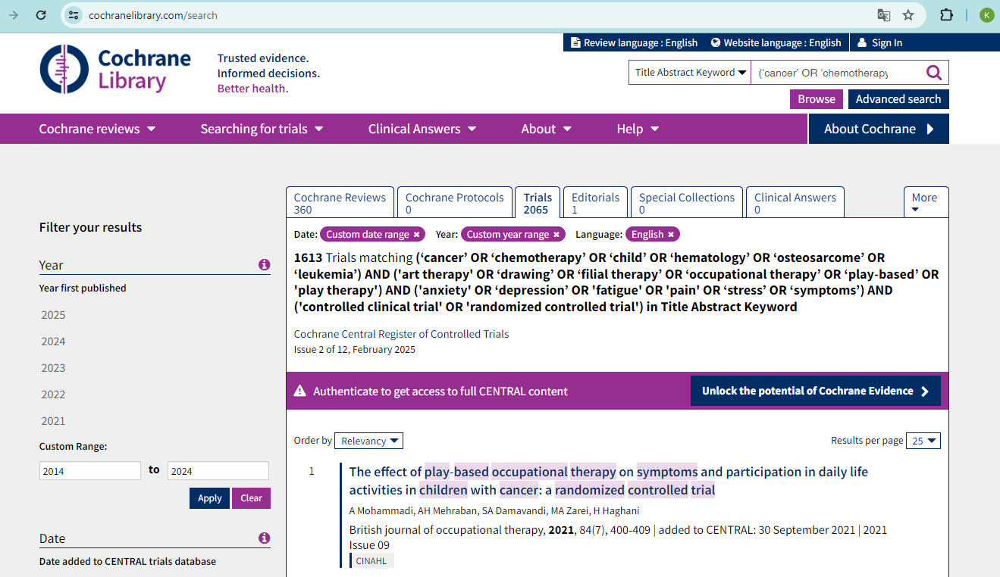 cochranelibrary.com/search
K
Review language : English Website language : English Sign In
Cochrane
Library
Trusted evidence.
Informed decisions.
Better health.
Title Abstract Keyword (‘cancer’ OR ‘chemotherapy
Browse Advanced search
Cochrane reviews Searching for trials Clinical Answers About Help About Cochrane
Filter your results
Year
Year first published
2025
2024
2023
2022
2021
Custom Range:
2014 to 2024
Apply Clear
Date
Date added to CENTRAL trials database
Cochrane Reviews
360
Cochrane Protocols
0
Trials
2065
Editorials
1
Special Collections
0
Clinical Answers
0
More
Date: Custom date range × Year: Custom year range × Language: English ×
1613 Trials matching (‘cancer’ OR ‘chemotherapy’ OR ‘child’ OR ‘hematology’ OR ‘osteosarcome’ OR
‘leukemia’) AND ('art therapy' OR ‘drawing’ OR ‘filial therapy’ OR ‘occupational therapy’ OR ‘play-based’ OR
'play therapy') AND ('anxiety' OR ‘depression’ OR 'fatigue' OR 'pain' OR ‘stress’ OR ‘symptoms’) AND
('controlled clinical trial' OR 'randomized controlled trial') in Title Abstract Keyword
Cochrane Central Register of Controlled Trials
Issue 2 of 12, February 2025
Authenticate to get access to full CENTRAL content Unlock the potential of Cochrane Evidence
Order by Relevancy Results per page 25
1 The effect of play-based occupational therapy on symptoms and participation in daily life
activities in children with cancer: a randomized controlled trial
A Mohammadi, AH Mehraban, SA Damavandi, MA Zarei, H Haghani
British journal of occupational therapy, 2021, 84(7), 400‐409 | added to CENTRAL: 30 September 2021 | 2021
Issue 09
CINAHL